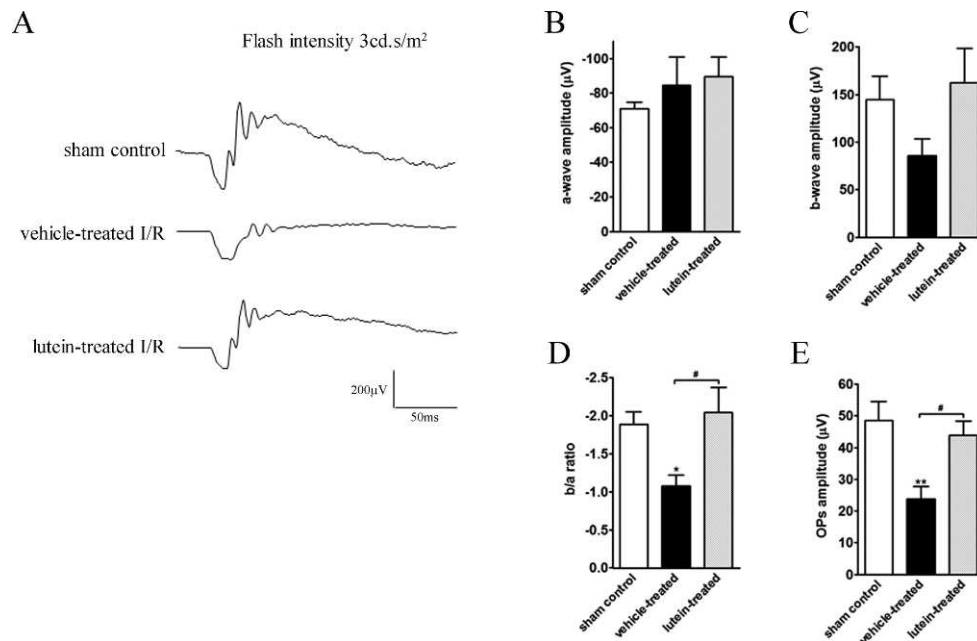 A
Flash intensity 3cd.s/m²
sham control
vehicle-treated I/R
lutein-treated I/R
200µV
50ms
B
a-wave amplitude (µV)
-100
-80
-60
-40
-20
0
sham control
vehicle-treated
lutein-treated
C
b-wave amplitude (µV)
200
150
100
50
0
sham control
vehicle-treated
lutein-treated
D
b/a ratio
-2.5
-2.0
-1.5
-1.0
-0.5
0.0
#
*
sham control
vehicle-treated
lutein-treated
E
OPs amplitude (µV)
60
50
40
30
20
10
0
#
**
sham control
vehicle-treated
lutein-treated